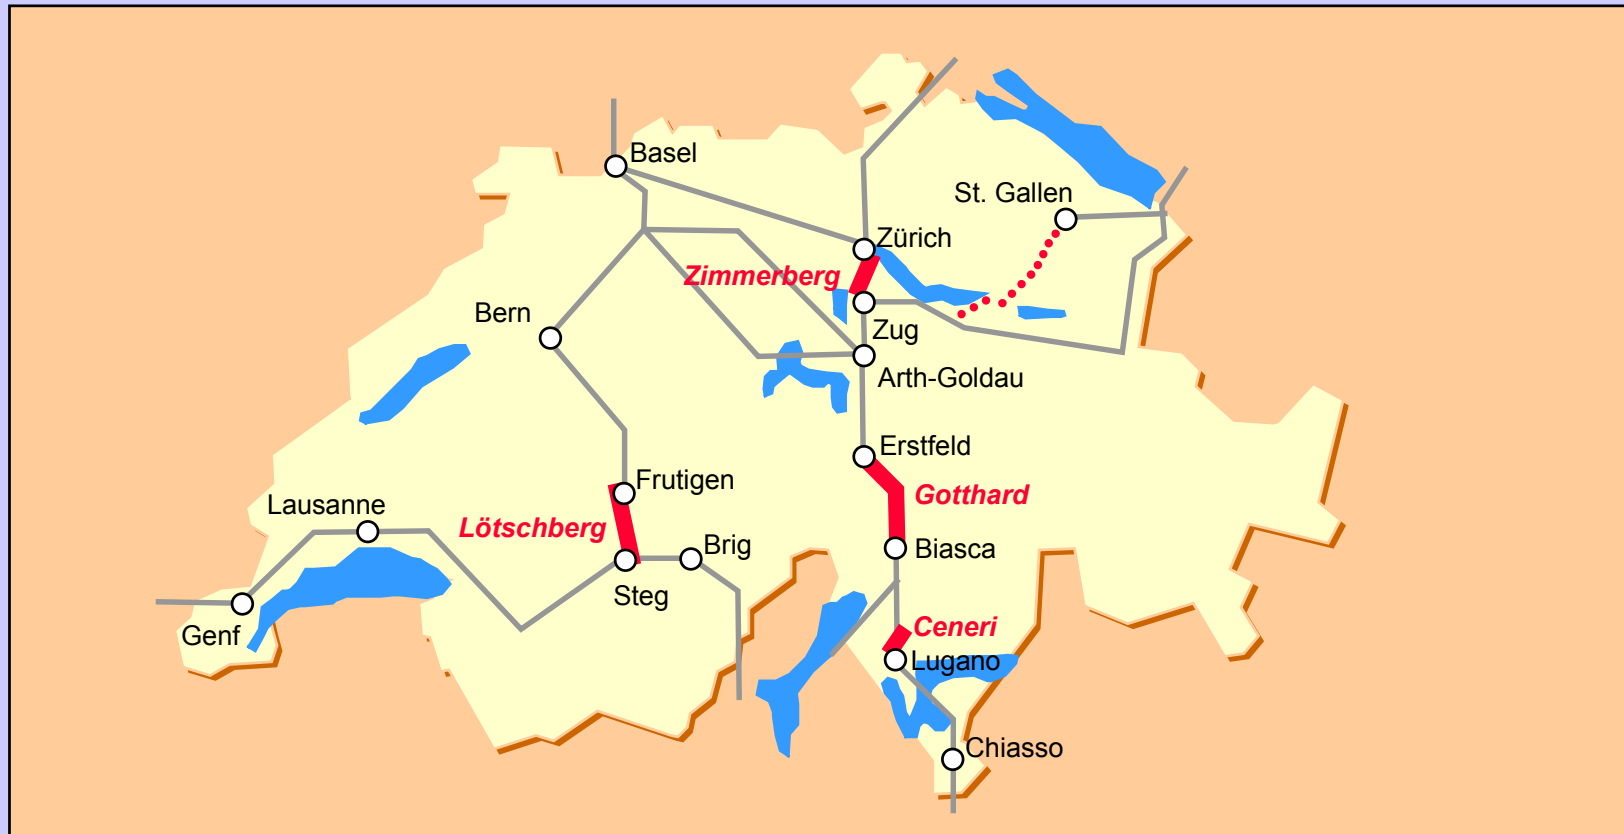 Basel
St. Gallen
Zürich
Zimmerberg
Bern
Zug
Arth-Goldau
Erstfeld
Frutigen
Gotthard
Lausanne
Lötschberg
Brig
Biasca
Steg
Genf
Ceneri
Lugano
Chiasso